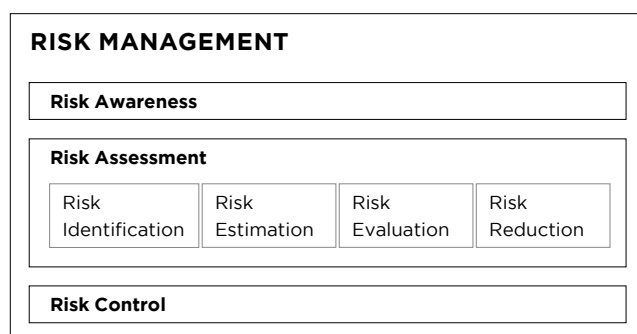 RISK MANAGEMENT
Risk Awareness
Risk Assessment
Risk
Identification
Risk
Estimation
Risk
Evaluation
Risk
Reduction
Risk Control